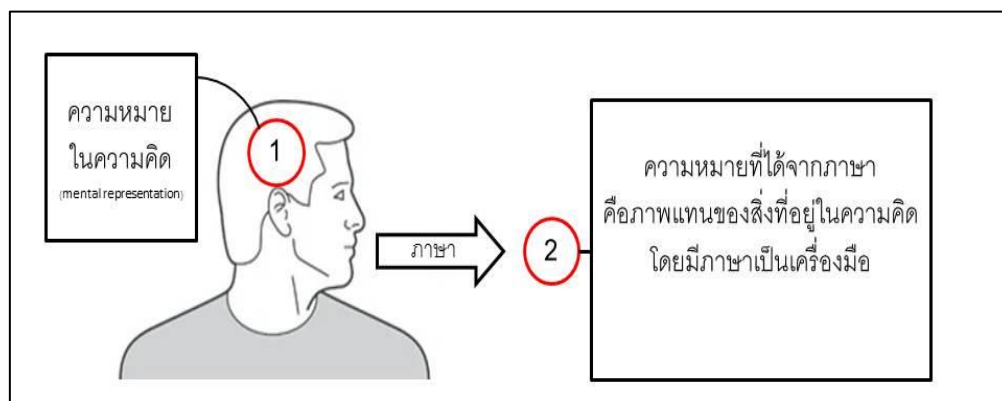 ความหมาย
ในความคิด
(mental representation)
1
ภาษา
2
ความหมายที่ได้จากภาษา
คือภาพแทนของสิ่งที่อยู่ในความคิด
โดยมีภาษาเป็นเครื่องมือ